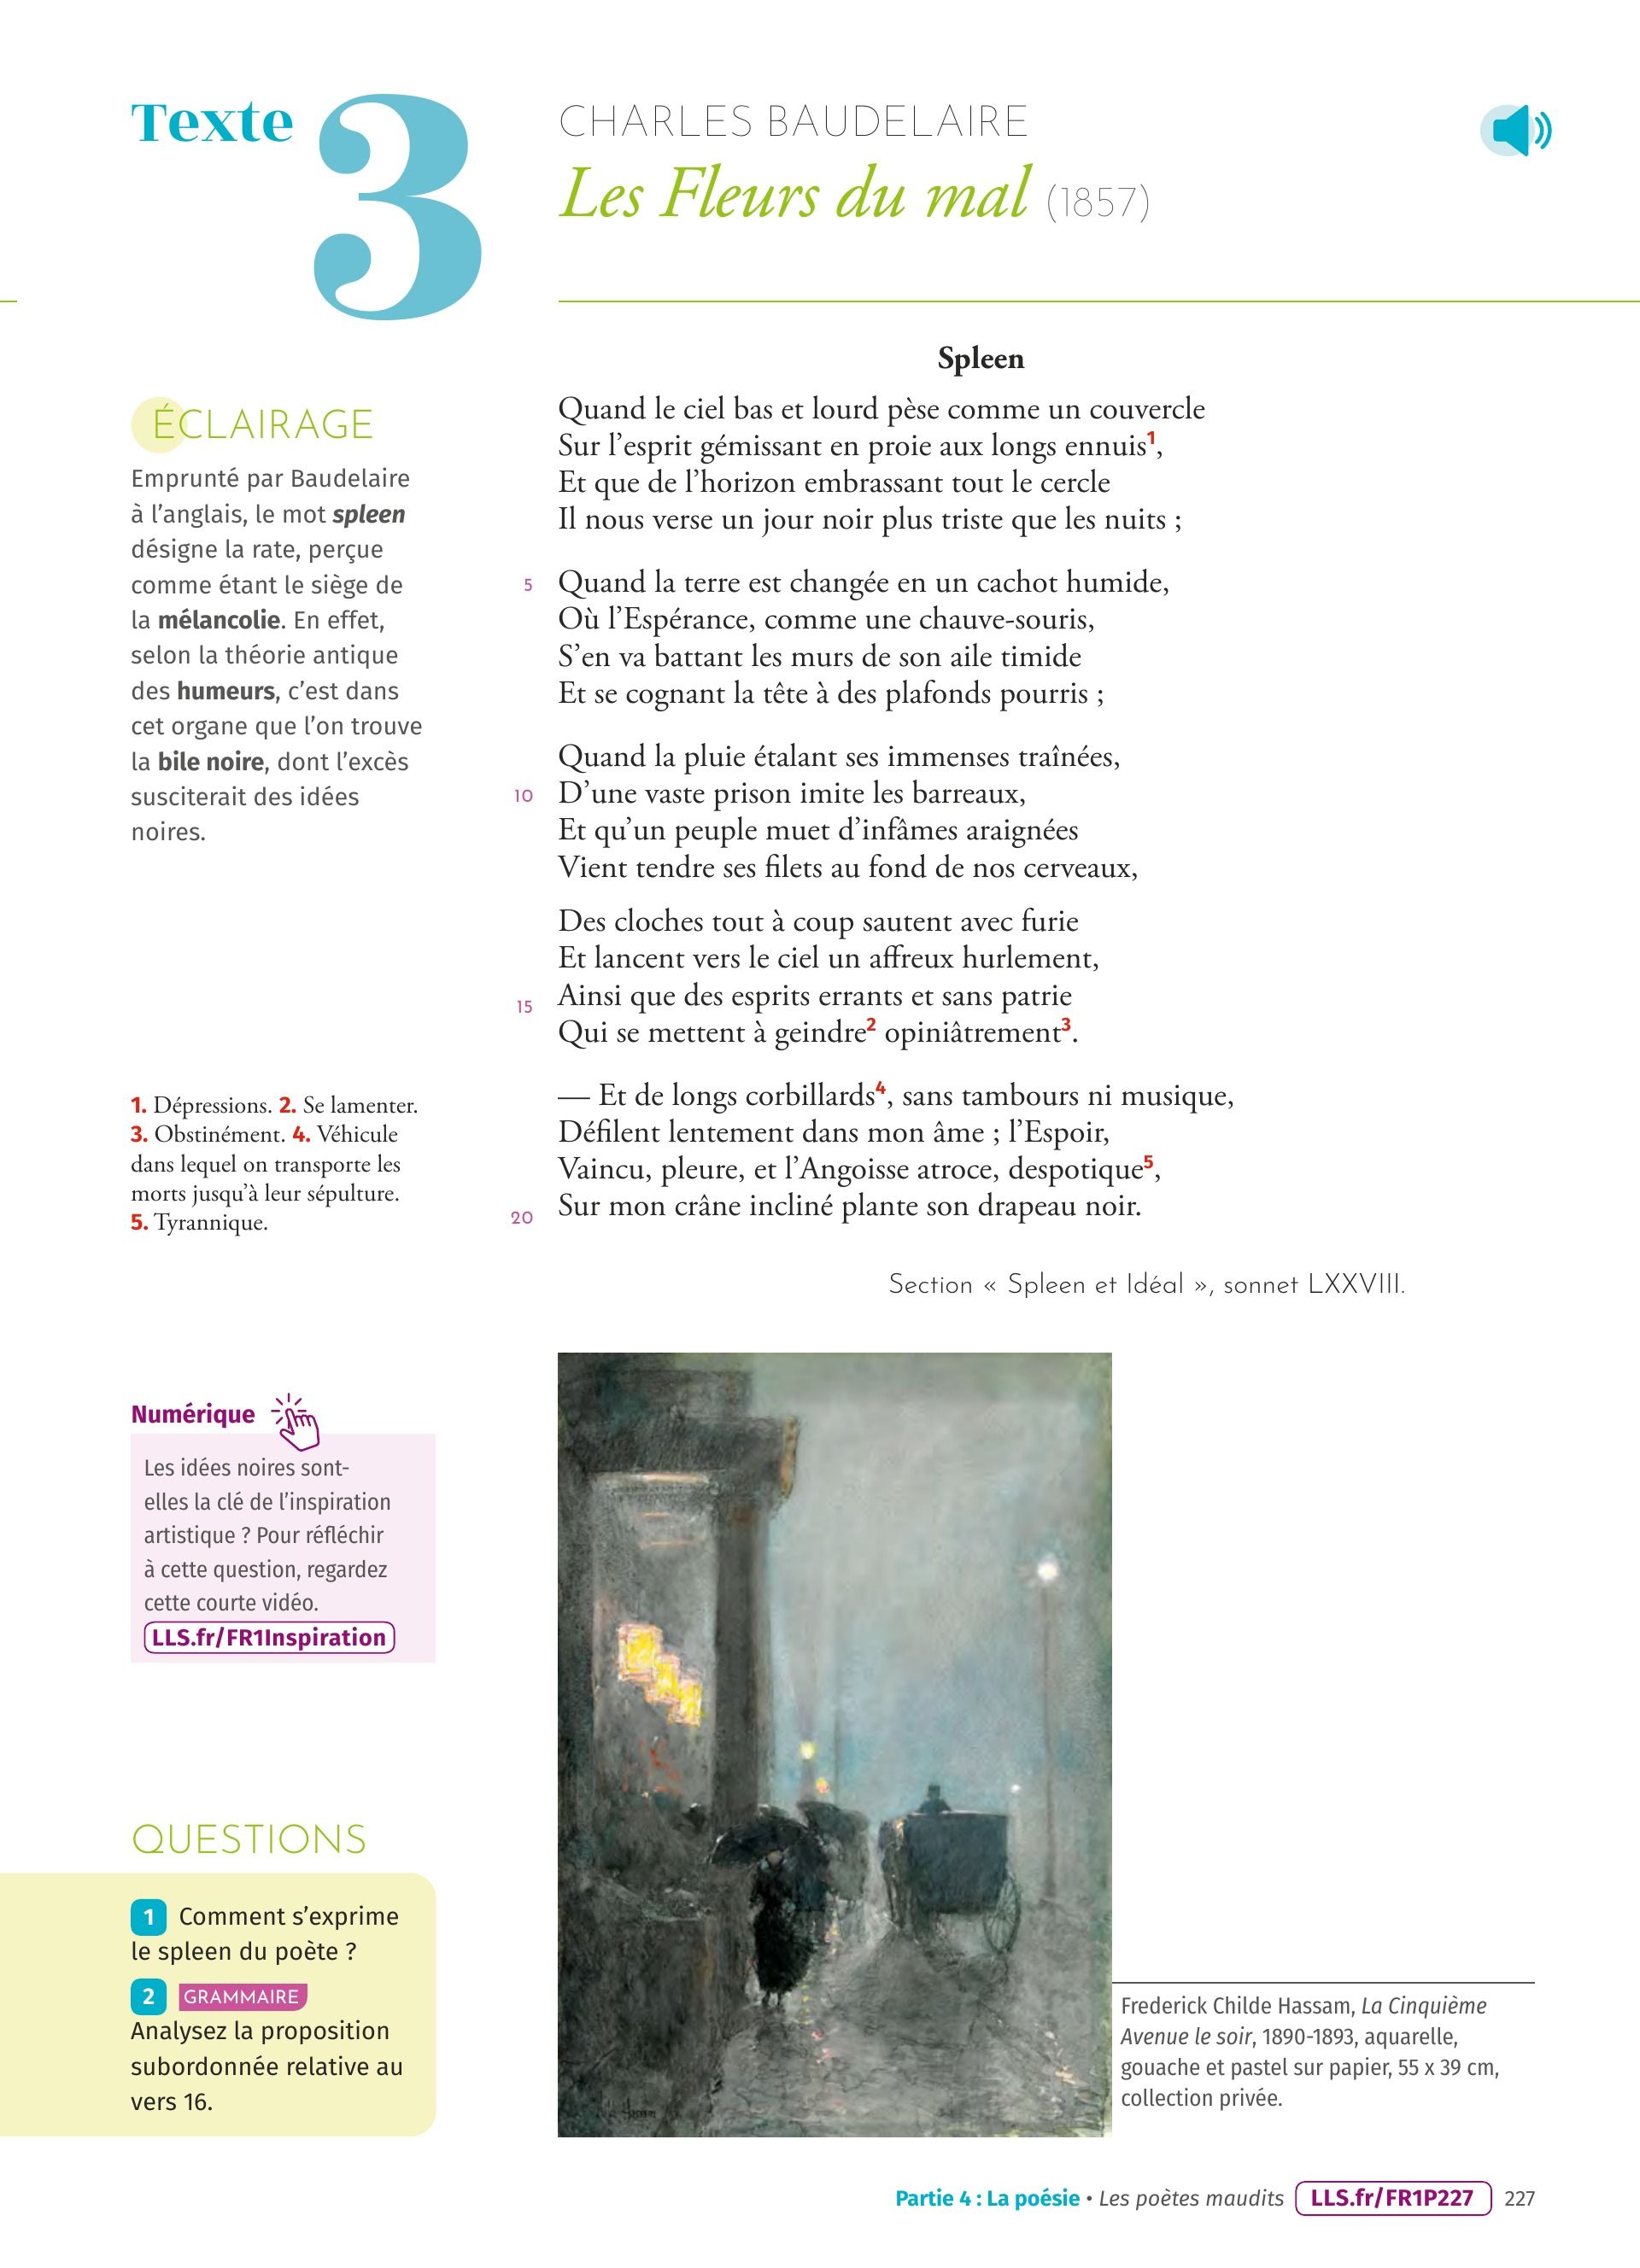 Texte 3
CHARLES BAUDELAIRE
Les Fleurs du mal (1857)
Spleen
Quand le ciel bas et lourd pèse comme un couvercle
Sur l’esprit gémissant en proie aux longs ennuis1,
Et que de l’horizon embrassant tout le cercle
Il nous verse un jour noir plus triste que les nuits ;
5 Quand la terre est changée en un cachot humide,
Où l’Espérance, comme une chauve-souris,
S’en va battant les murs de son aile timide
Et se cognant la tête à des plafonds pourris ;
Quand la pluie étalant ses immenses traînées,
10 D’une vaste prison imite les barreaux,
Et qu’un peuple muet d’infâmes araignées
Vient tendre ses filets au fond de nos cerveaux,
Des cloches tout à coup sautent avec furie
Et lancent vers le ciel un affreux hurlement,
15 Ainsi que des esprits errants et sans patrie
Qui se mettent à geindre2 opiniâtrement3.
— Et de longs corbillards4, sans tambours ni musique,
Défilent lentement dans mon âme ; l’Espoir,
Vaincu, pleure, et l’Angoisse atroce, despotique5,
20 Sur mon crâne incliné plante son drapeau noir.
Section « Spleen et Idéal », sonnet LXXVIII.
ÉCLAIRAGE
Emprunté par Baudelaire
à l’anglais, le mot spleen
désigne la rate, perçue
comme étant le siège de
la mélancolie. En effet,
selon la théorie antique
des humeurs, c’est dans
cet organe que l’on trouve
la bile noire, dont l’excès
susciterait des idées
noires.
1. Dépressions. 2. Se lamenter.
3. Obstinément. 4. Véhicule
dans lequel on transporte les
morts jusqu’à leur sépulture.
5. Tyrannique.
Numérique
Les idées noires sont-
elles la clé de l’inspiration
artistique ? Pour réfléchir
à cette question, regardez
cette courte vidéo.
LLS.fr/FR1Inspiration
QUESTIONS
1 Comment s’exprime
le spleen du poète ?
2 GRAMMAIRE
Analysez la proposition
subordonnée relative au
vers 16.
Frederick Childe Hassam, La Cinquième
Avenue le soir, 1890-1893, aquarelle,
gouache et pastel sur papier, 55 x 39 cm,
collection privée.
Partie 4 : La poésie • Les poètes maudits LLS.fr/FR1P227 227